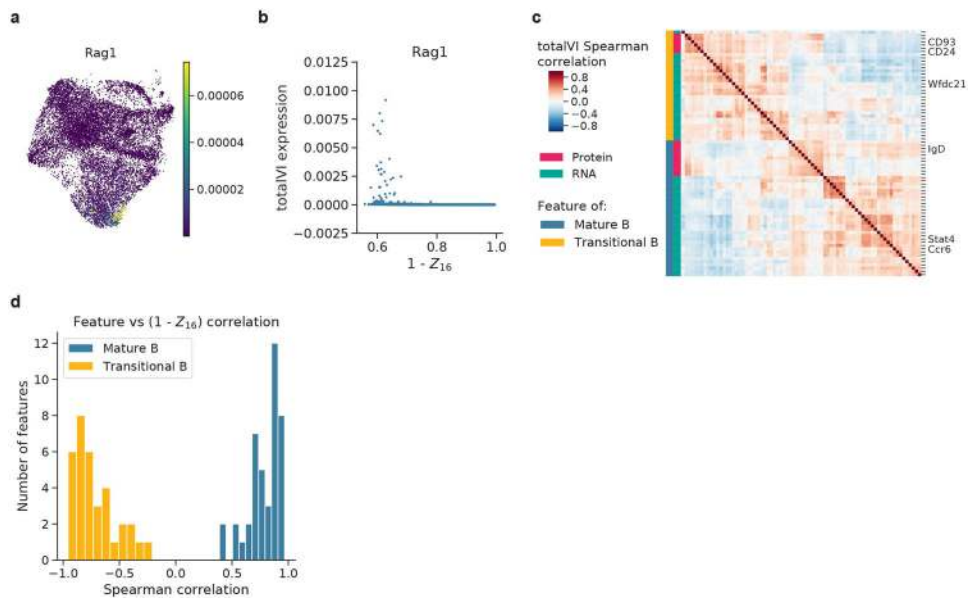 a
Rag1
0.00006
0.00004
0.00002
b
Rag1
totalVI expression
0.0125
0.0100
0.0075
0.0050
0.0025
0.0000
−0.0025
0.6
0.8
1.0
1 - Z16
c
totalVI Spearman
correlation
0.8
0.4
0.0
−0.4
−0.8
Protein
RNA
Feature of:
Mature B
Transitional B
CD93
CD24
Wfdc21
IgD
Stat4
Ccr6
d
Feature vs (1 - Z16) correlation
Mature B
Transitional B
Number of features
12
10
8
6
4
2
0
−1.0
−0.5
0.0
0.5
1.0
Spearman correlation